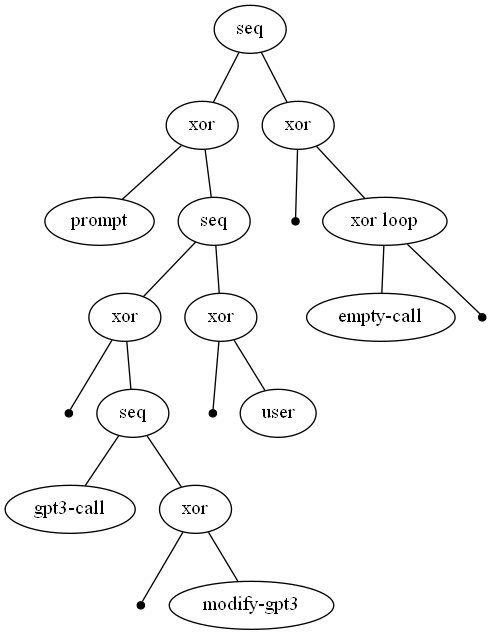 seq
xor
xor
prompt
seq
xor loop
xor
xor
empty-call
seq
user
gpt3-call
xor
modify-gpt3